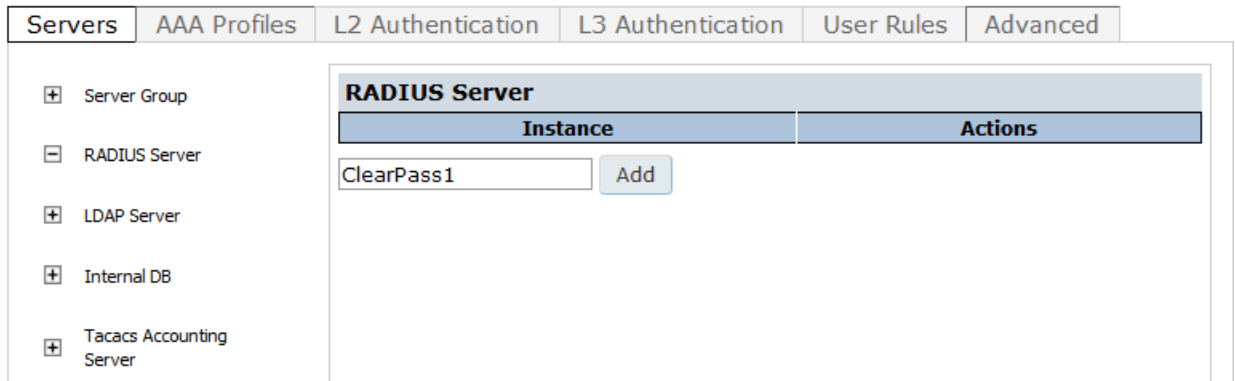 Servers AAA Profiles L2 Authentication L3 Authentication User Rules Advanced
Server Group
RADIUS Server
LDAP Server
Internal DB
Tacacs Accounting
Server
RADIUS Server
Instance Actions
ClearPass1 Add